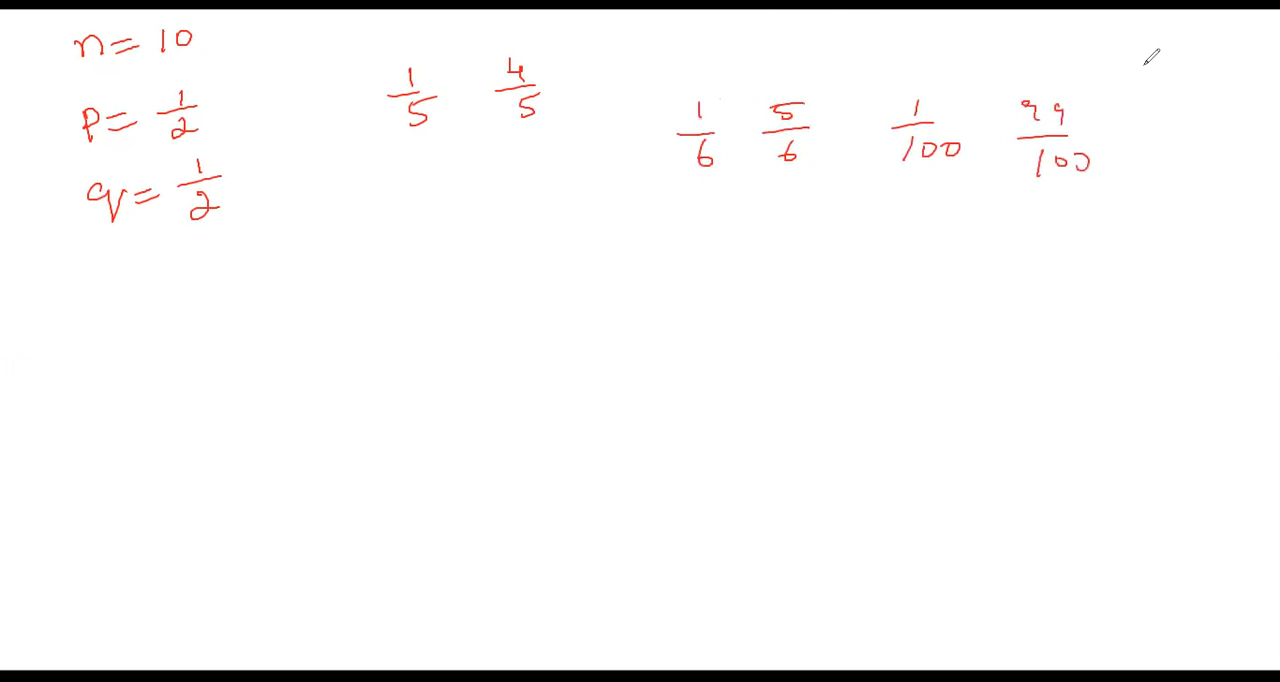 n = 10
p = 1/2
q = 1/2
1/5 4/5
1/6 5/6 1/100 99/100